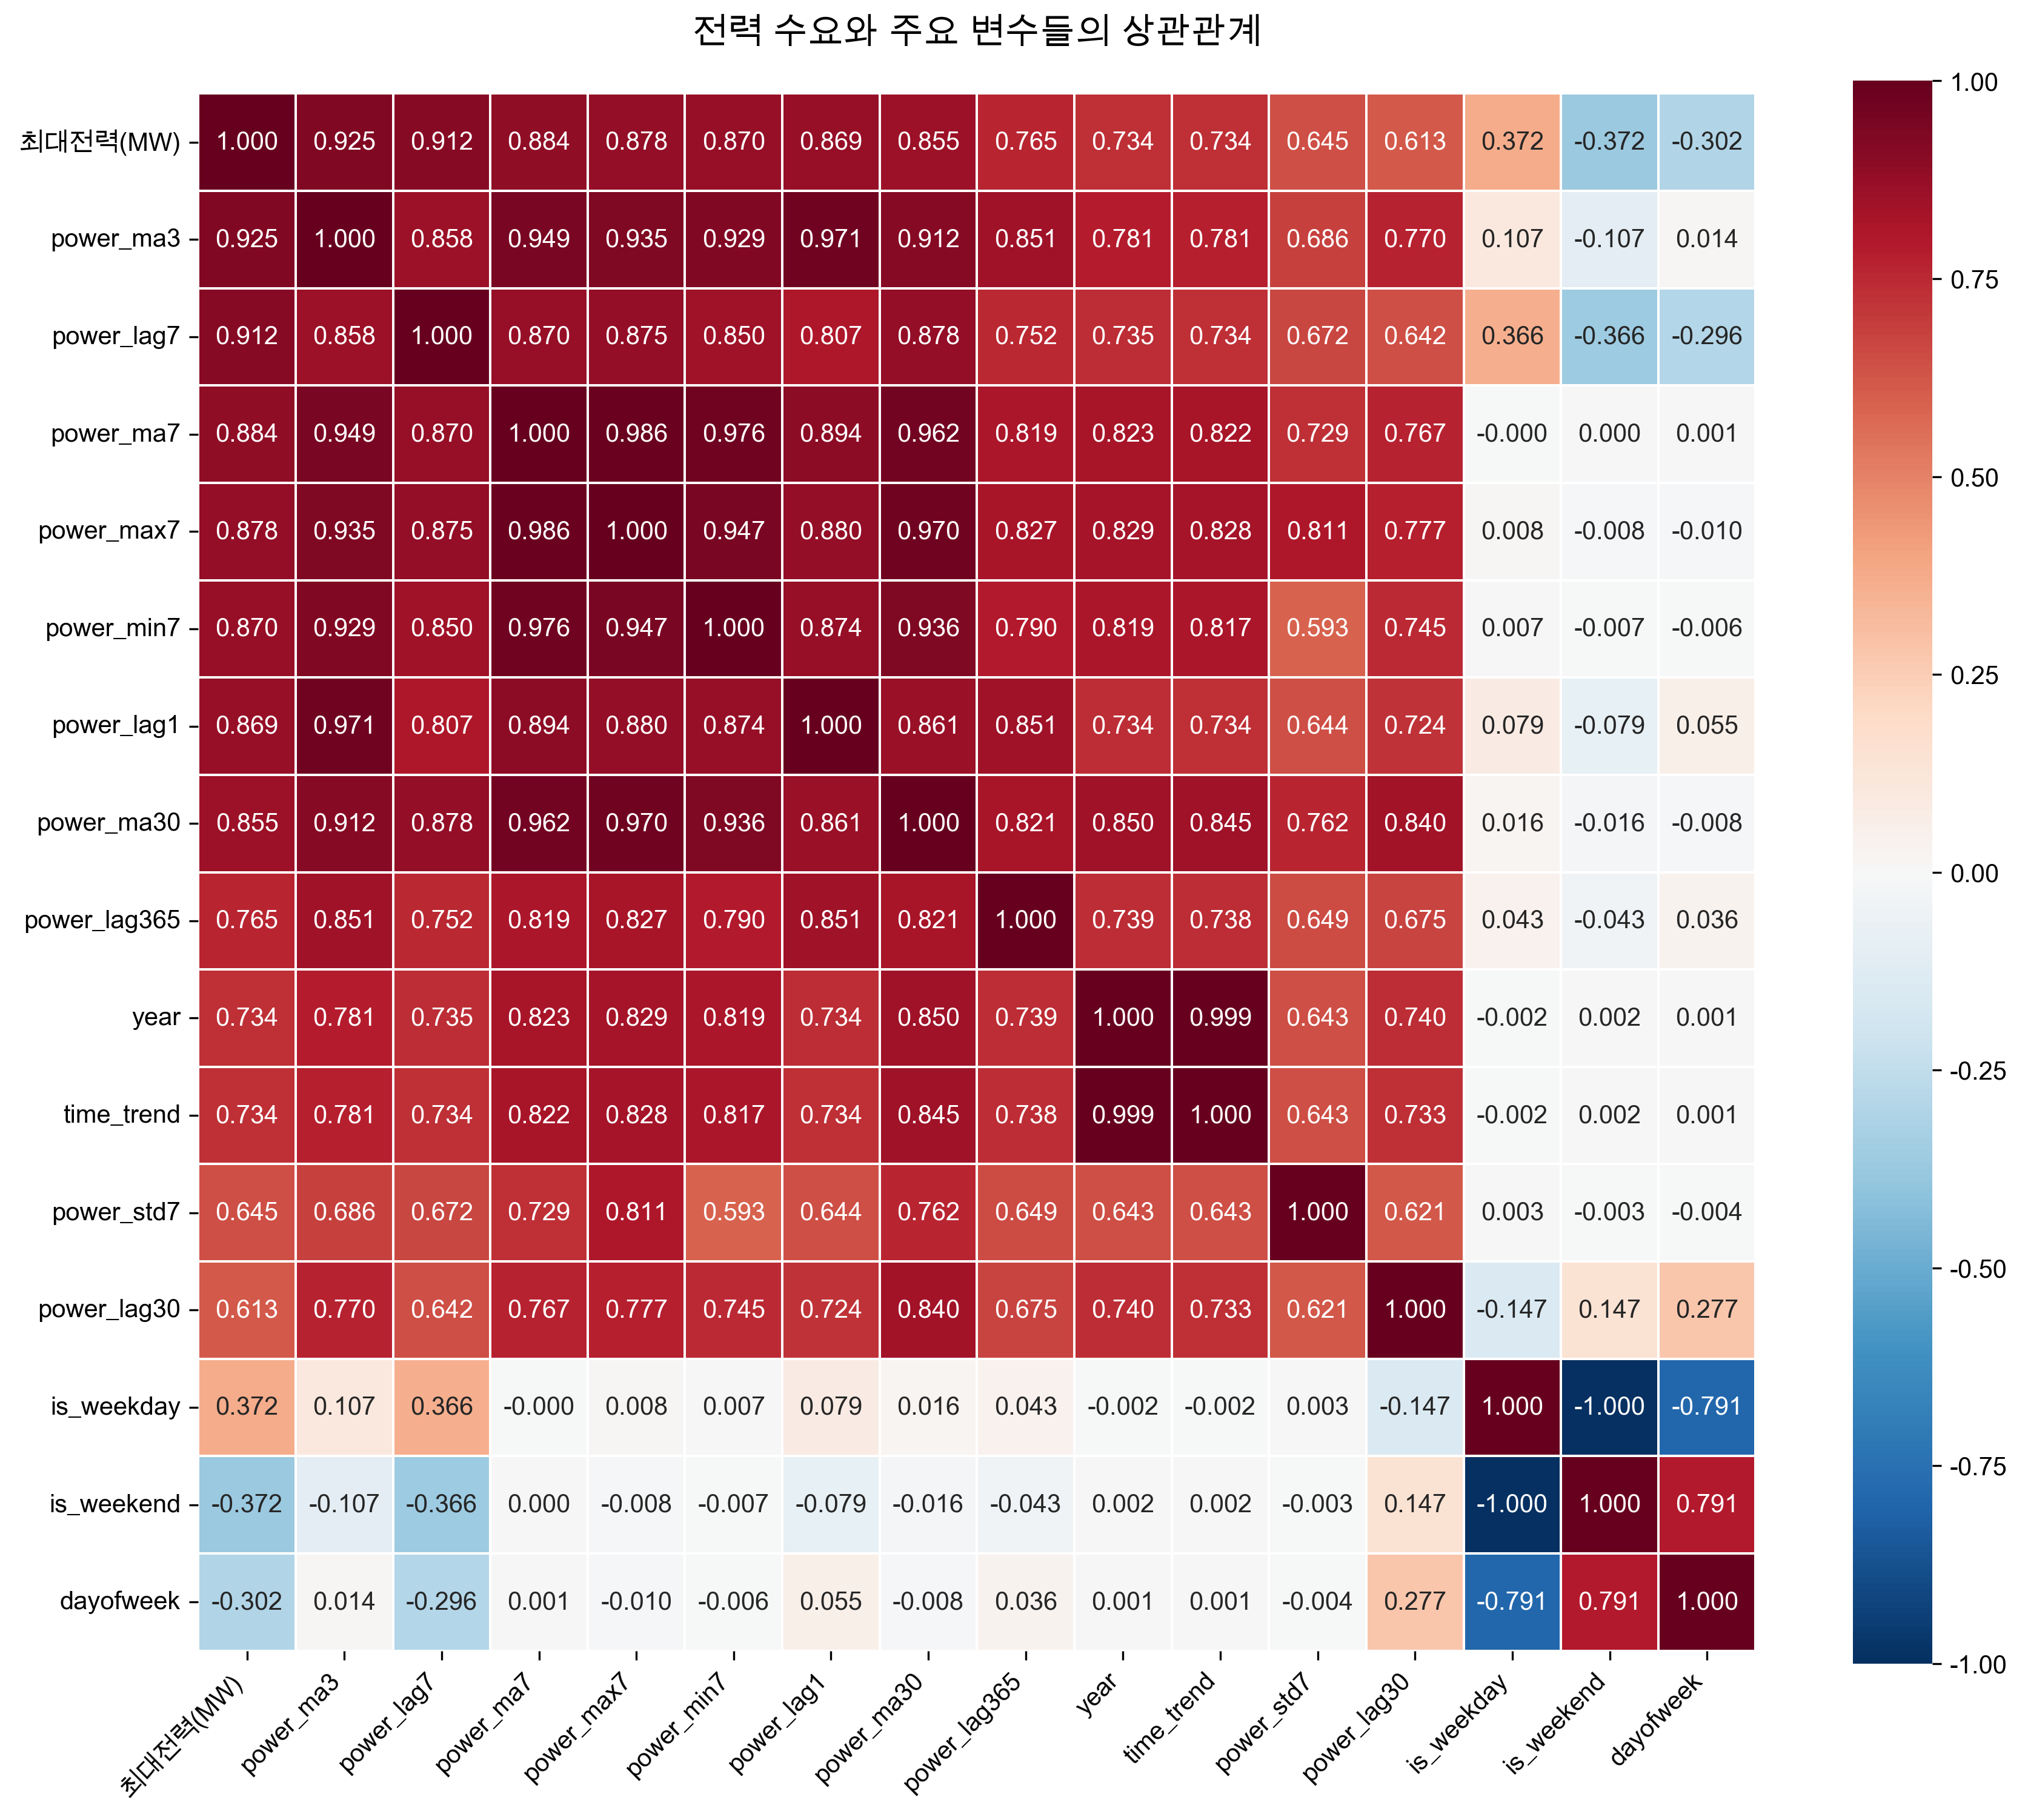 전력 수요와 주요 변수들의 상관관계
최대전력(MW) 1.000 0.925 0.912 0.884 0.878 0.870 0.869 0.855 0.765 0.734 0.734 0.645 0.613 0.372 -0.372 -0.302
power_ma3 0.925 1.000 0.858 0.949 0.935 0.929 0.971 0.912 0.851 0.781 0.781 0.686 0.770 0.107 -0.107 0.014
power_lag7 0.912 0.858 1.000 0.870 0.875 0.850 0.807 0.878 0.752 0.735 0.734 0.672 0.642 0.366 -0.366 -0.296
power_ma7 0.884 0.949 0.870 1.000 0.986 0.976 0.894 0.962 0.819 0.823 0.822 0.729 0.767 -0.000 0.000 0.001
power_max7 0.878 0.935 0.875 0.986 1.000 0.947 0.880 0.970 0.827 0.829 0.828 0.811 0.777 0.008 -0.008 -0.010
power_min7 0.870 0.929 0.850 0.976 0.947 1.000 0.874 0.936 0.790 0.819 0.817 0.593 0.745 0.007 -0.007 -0.006
power_lag1 0.869 0.971 0.807 0.894 0.880 0.874 1.000 0.861 0.851 0.734 0.734 0.644 0.724 0.079 -0.079 0.055
power_ma30 0.855 0.912 0.878 0.962 0.970 0.936 0.861 1.000 0.821 0.850 0.845 0.762 0.840 0.016 -0.016 -0.008
power_lag365 0.765 0.851 0.752 0.819 0.827 0.790 0.851 0.821 1.000 0.739 0.738 0.649 0.675 0.043 -0.043 0.036
year 0.734 0.781 0.735 0.823 0.829 0.819 0.734 0.850 0.739 1.000 0.999 0.643 0.740 -0.002 0.002 0.001
time_trend 0.734 0.781 0.734 0.822 0.828 0.817 0.734 0.845 0.738 0.999 1.000 0.643 0.733 -0.002 0.002 0.001
power_std7 0.645 0.686 0.672 0.729 0.811 0.593 0.644 0.762 0.649 0.643 0.643 1.000 0.621 0.003 -0.003 -0.004
power_lag30 0.613 0.770 0.642 0.767 0.777 0.745 0.724 0.840 0.675 0.740 0.733 0.621 1.000 -0.147 0.147 0.277
is_weekday 0.372 0.107 0.366 -0.000 0.008 0.007 0.079 0.016 0.043 -0.002 -0.002 0.003 -0.147 1.000 -1.000 -0.791
is_weekend -0.372 -0.107 -0.366 0.000 -0.008 -0.007 -0.079 -0.016 -0.043 0.002 0.002 -0.003 0.147 -1.000 1.000 0.791
dayofweek -0.302 0.014 -0.296 0.001 -0.010 -0.006 0.055 -0.008 0.036 0.001 0.001 -0.004 0.277 -0.791 0.791 1.000
최대전력(MW) power_ma3 power_lag7 power_ma7 power_max7 power_min7 power_lag1 power_ma30 power_lag365 year time_trend power_std7 power_lag30 is_weekday is_weekend dayofweek
1.00
0.75
0.50
0.25
0.00
-0.25
-0.50
-0.75
-1.00